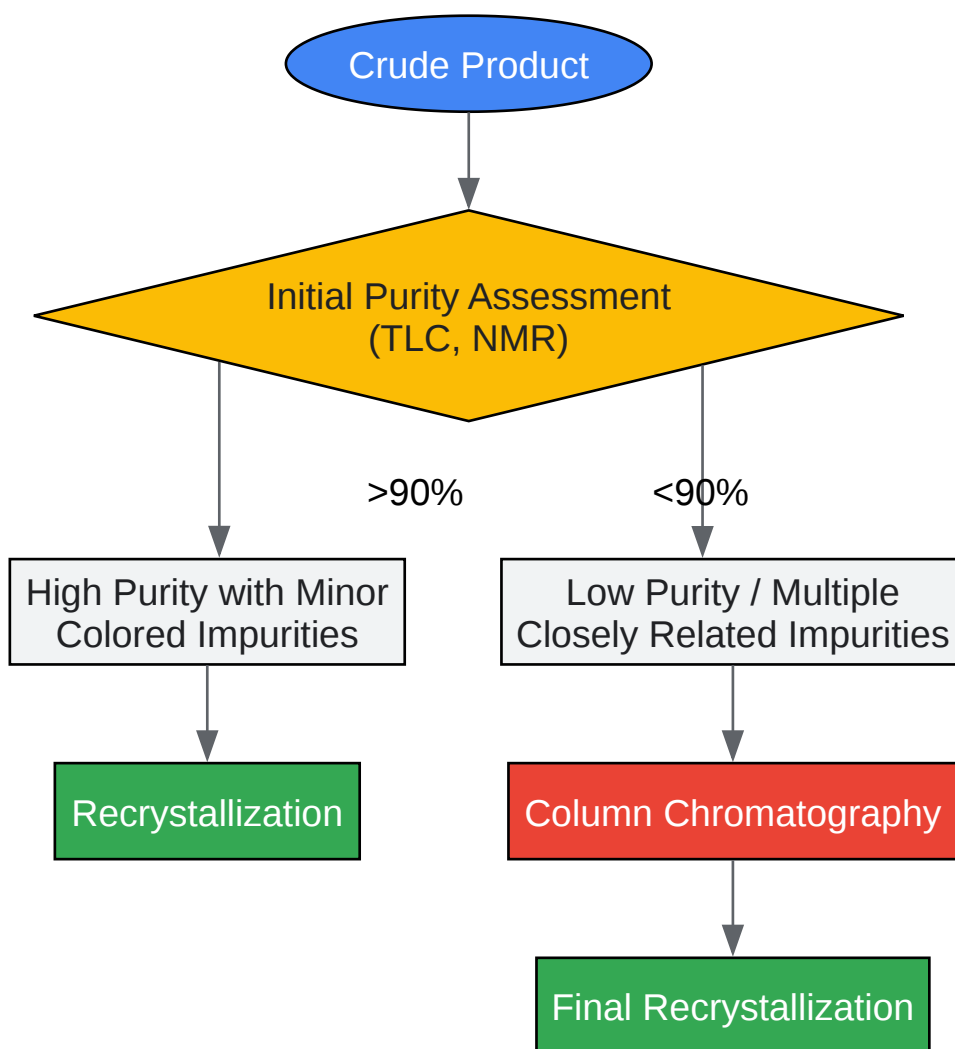 Crude Product
Initial Purity Assessment
(TLC, NMR)
>90%
<90%
High Purity with Minor
Colored Impurities
Low Purity / Multiple
Closely Related Impurities
Recrystallization
Column Chromatography
Final Recrystallization